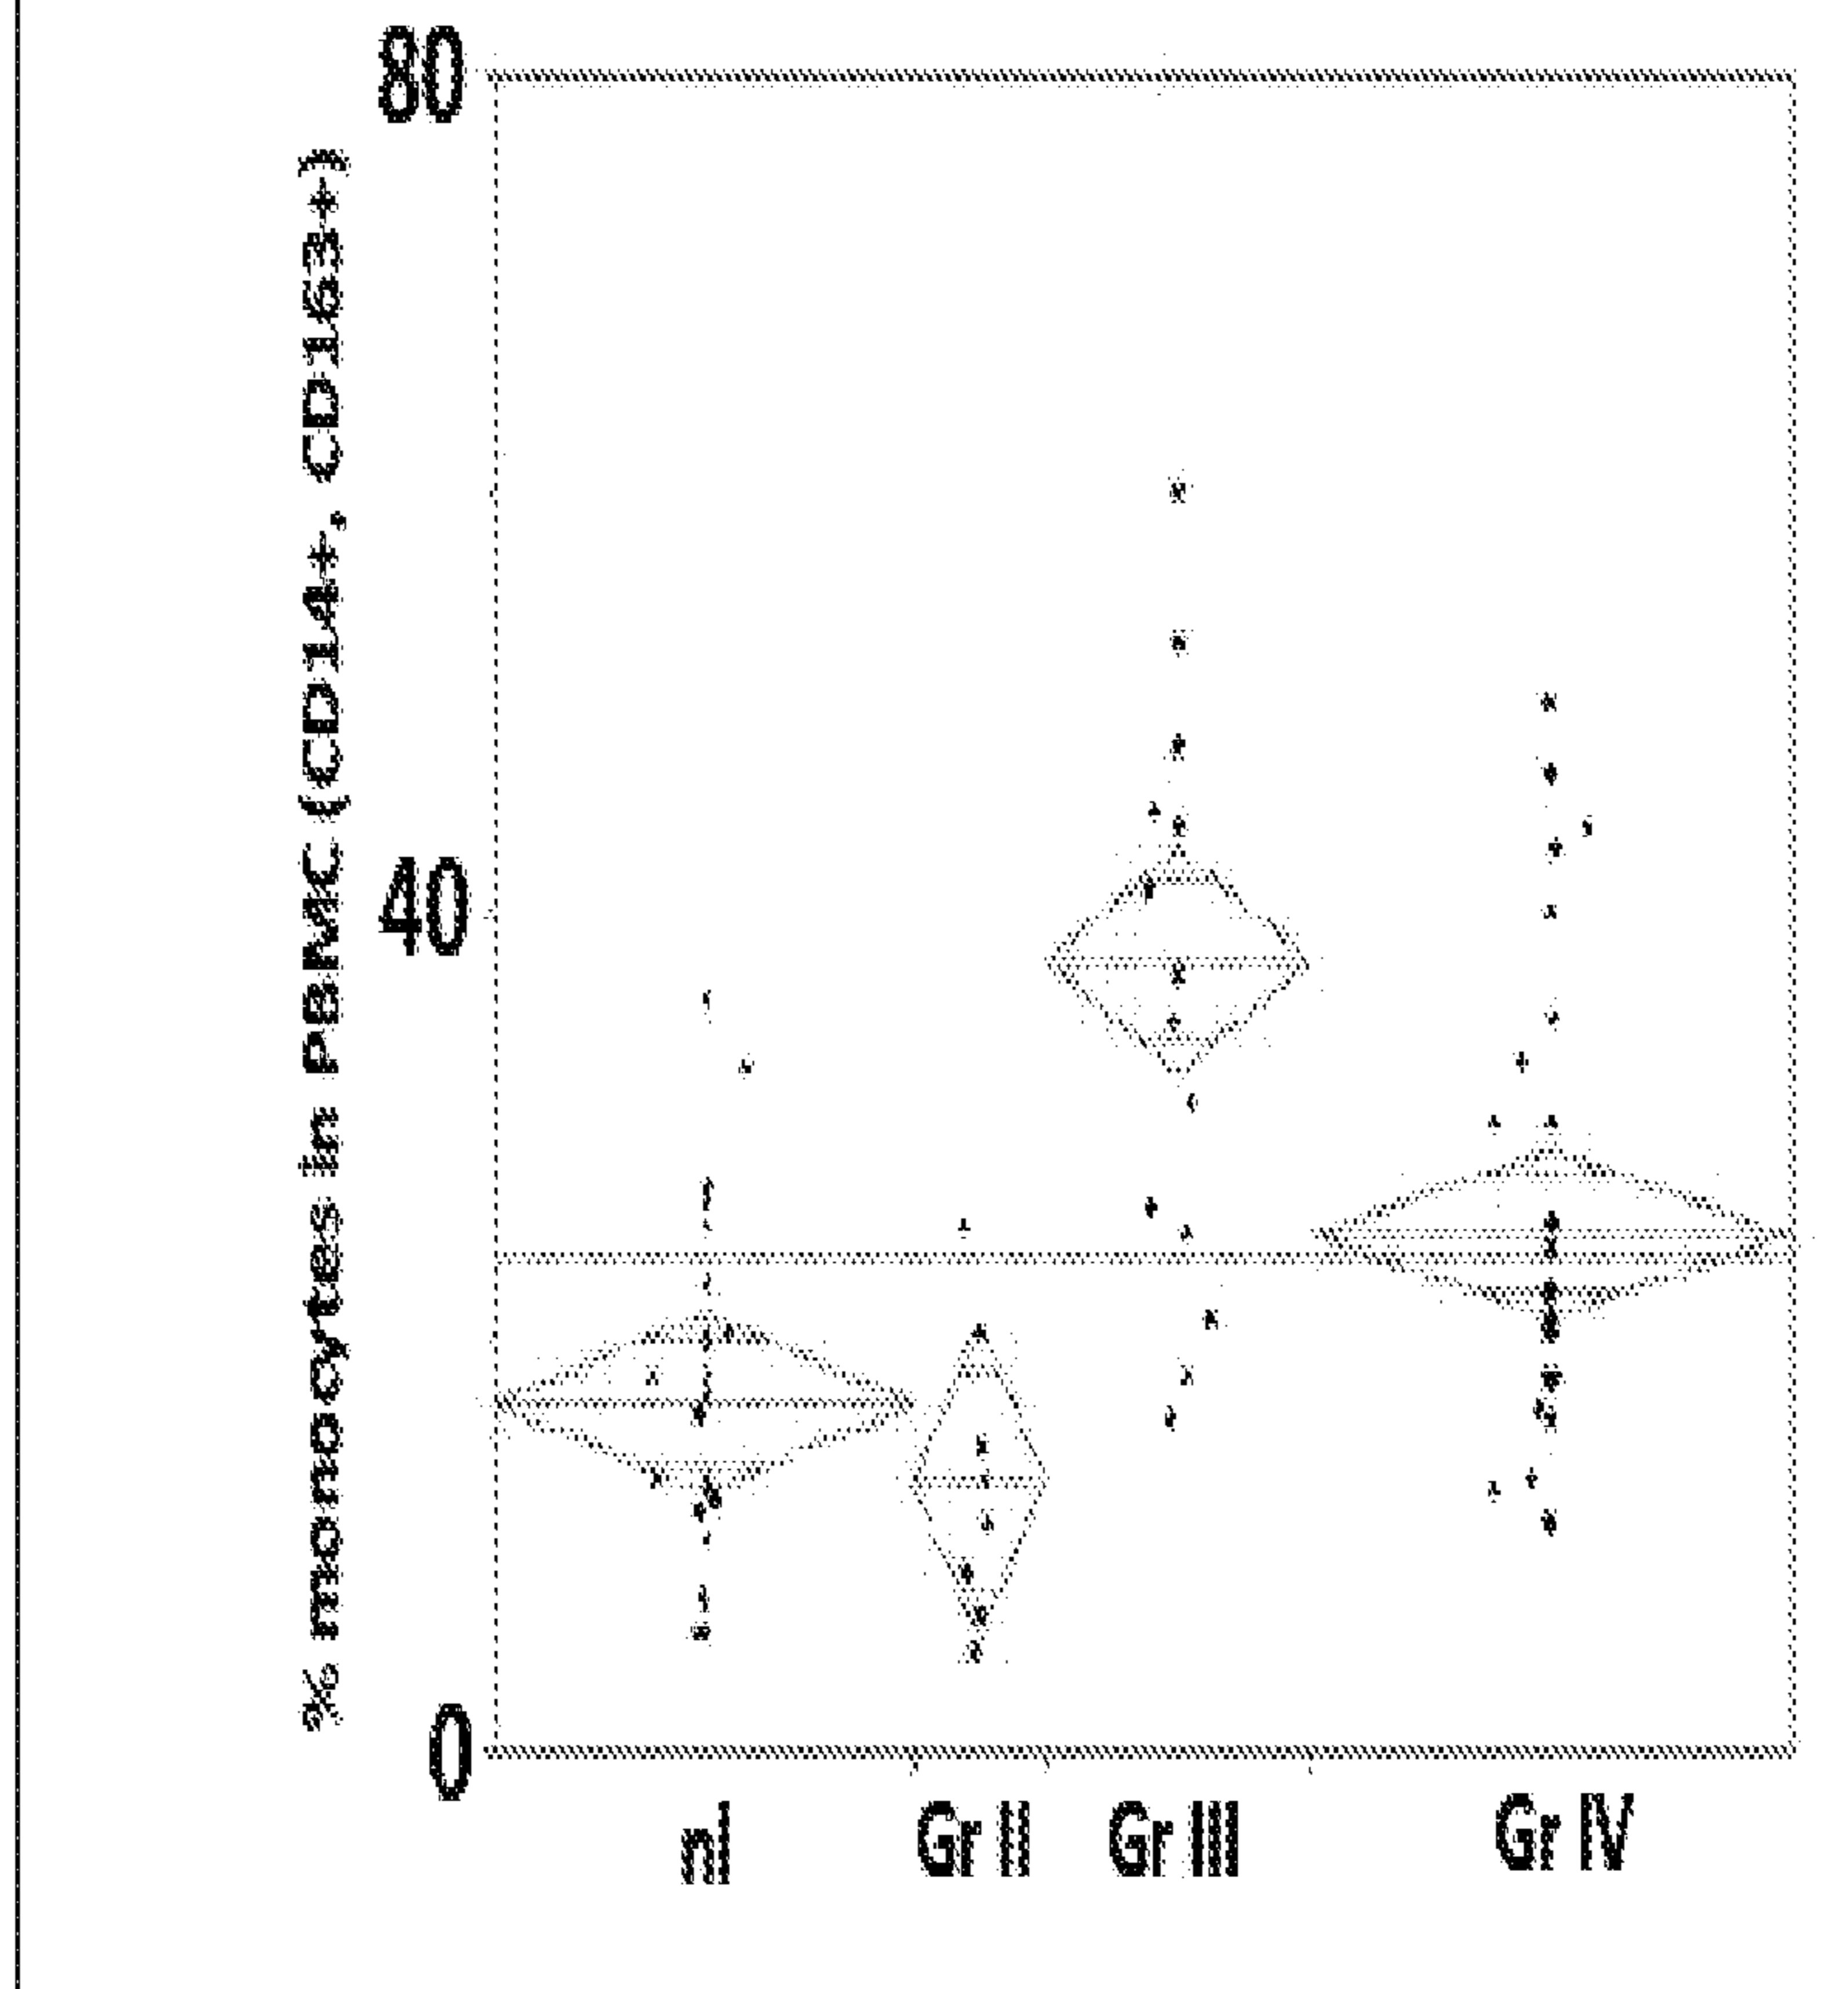 80
% monocytes in PBMC (CD14+, CD163+)
40
0
nl Gr II Gr III Gr IV